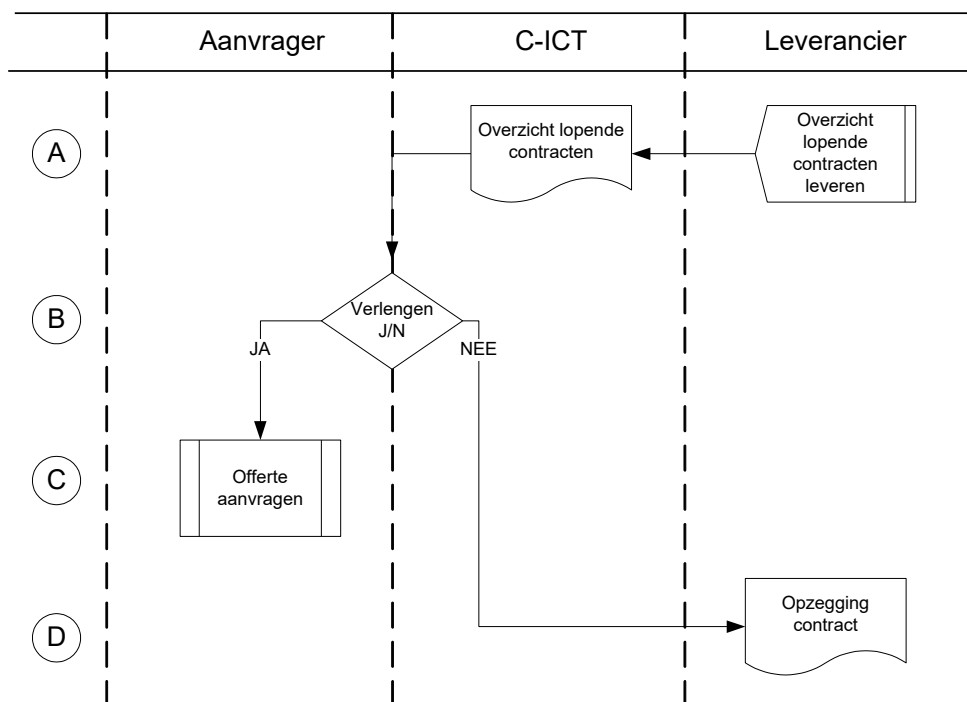 Aanvrager
C-ICT
Leverancier
A
Overzicht lopende
contracten
Overzicht
lopende
contracten
leveren
B
Verlengen
J/N
JA
NEE
C
Offerte
aanvragen
D
Opzegging
contract